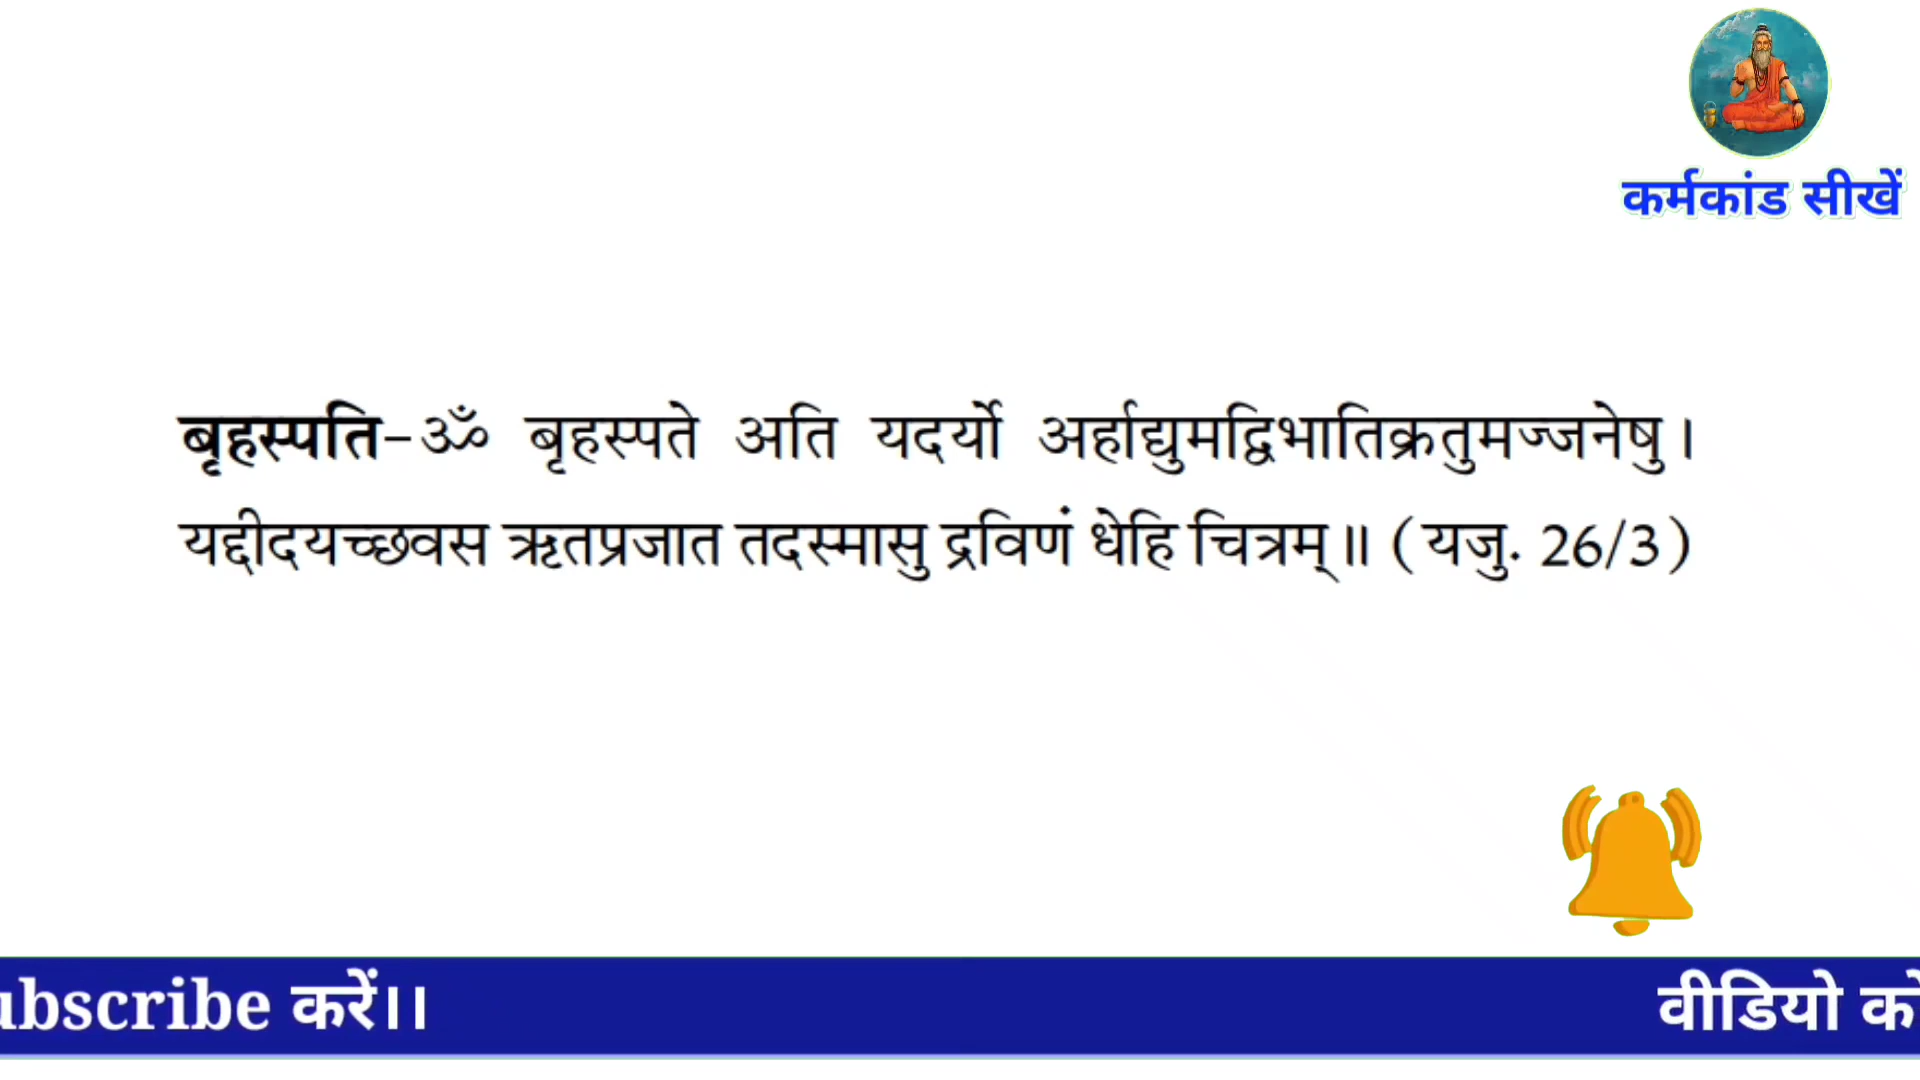 कर्मकांड सीखें
बृहस्पति-ॐ बृहस्पते अति यदर्यो अर्हाद्युमद्विभातिक्रतुमज्जनेषु।
यद्दीदयच्छवस ऋतप्रजात तदस्मासु द्रविणं धेहि चित्रम्॥ (यजु. 26/3)
ubscribe करें।। वीडियो को